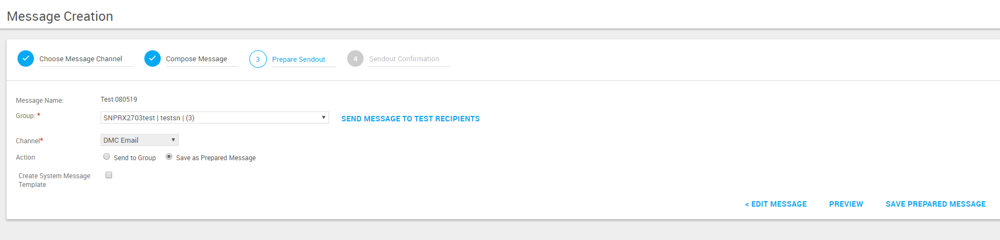 Message Creation
Choose Message Channel
Compose Message
3 Prepare Sendout
4 Sendout Confirmation
Message Name: Test 080519
Group: * SNPRX2703test | testsn | (3) SEND MESSAGE TO TEST RECIPIENTS
Channel* DMC Email
Action Send to Group Save as Prepared Message
Create System Message
Template
< EDIT MESSAGE PREVIEW SAVE PREPARED MESSAGE